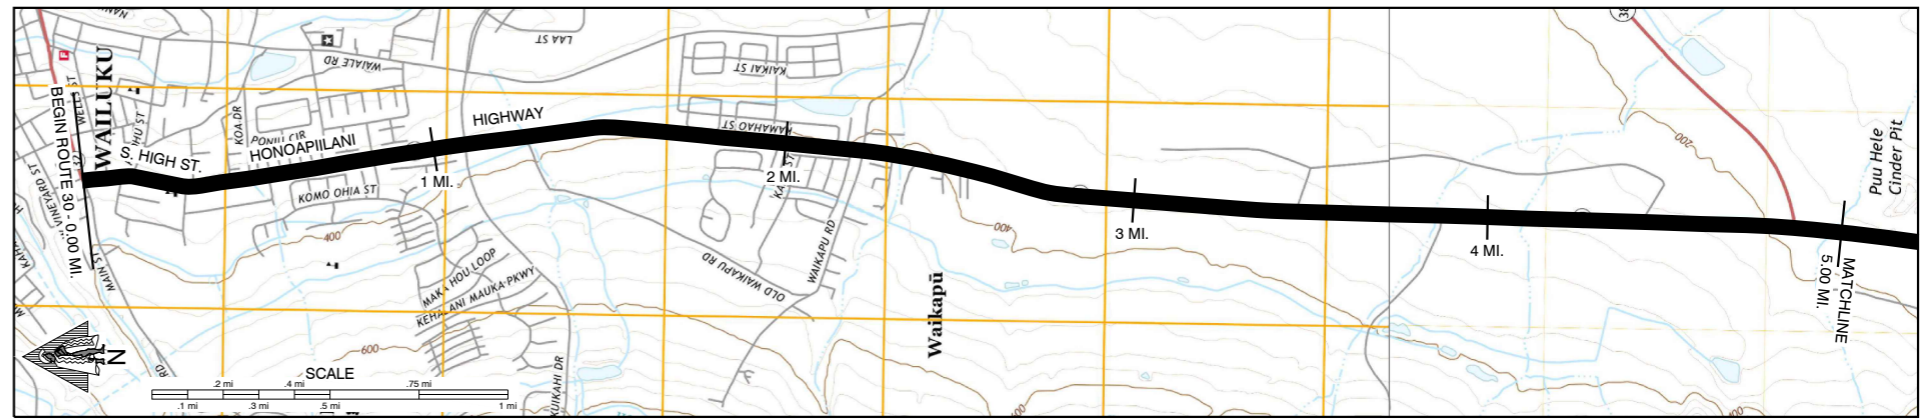 NANI
WAILUKU
WELLS ST
BEGIN ROUTE 30 - 0.00 MI.
VINEYARD ST
MAIN ST
S. HIGH ST.
KOA DR
WAIALE RD
LAA ST
HONOAPIILANI
HIGHWAY
KOMO OHIA ST
1 MI.
400
600
MAKA HOU LOOP
KEHALANI MAUKA PKWY
KUIKAHI DR
KAIKAI ST
KAMAHAO ST
2 MI.
OLD WAIKAPU RD
WAIKAPU RD
Waikapū
400
3 MI.
4 MI.
38
200
Puu Hele
Cinder Pit
MATCHLINE
5.00 MI.
N
SCALE
.2 mi .4 mi .75 mi
.1 mi .3 mi .5 mi 1 mi